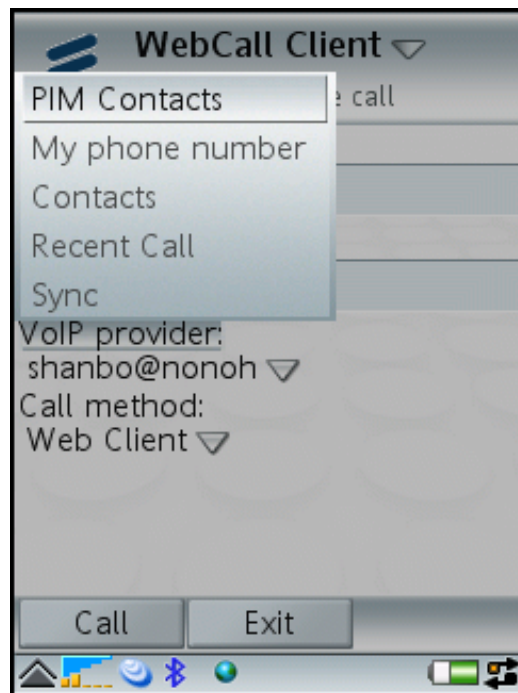 WebCall Client
PIM Contacts
e call
My phone number
Contacts
Recent Call
Sync
VoIP provider:
shanbo@nonoh
Call method:
Web Client
Call
Exit